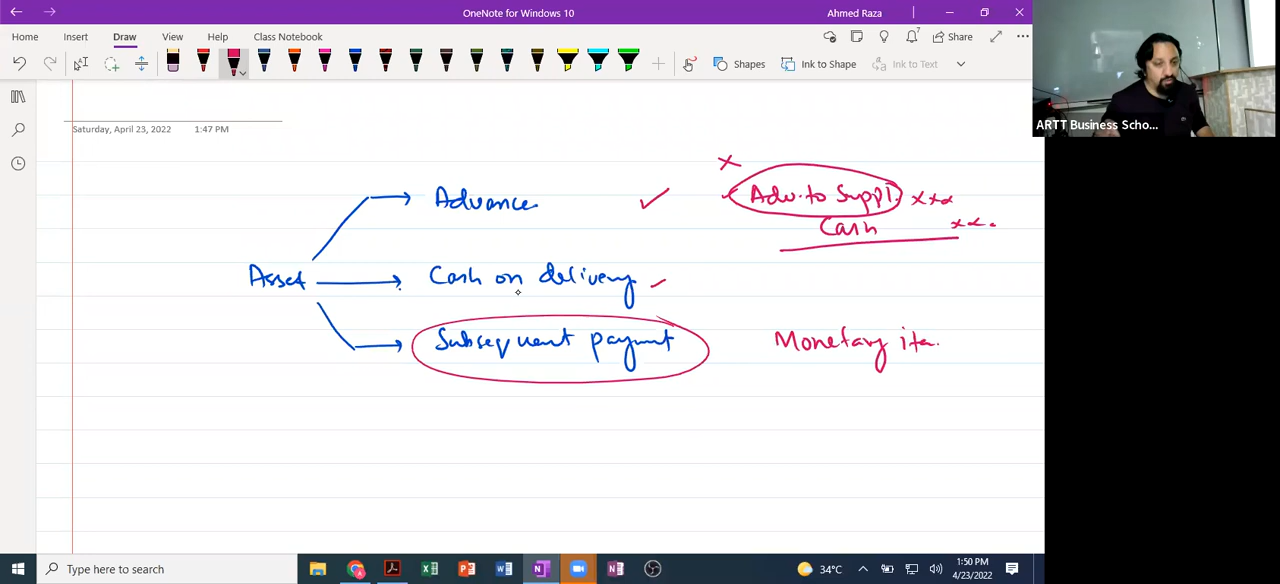 OneNote for Windows 10
Ahmed Raza
Home Insert Draw View Help Class Notebook
Share
Shapes Ink to Shape Ink to Text
ARTT Business Scho...
Saturday, April 23, 2022 1:47 PM
Advance
Adv. to Suppl. xxx
Cash xxx
Asset
Cash on delivery
Subsequent paymnt
Monetary ite.
Type here to search
34°C
1:50 PM
4/23/2022